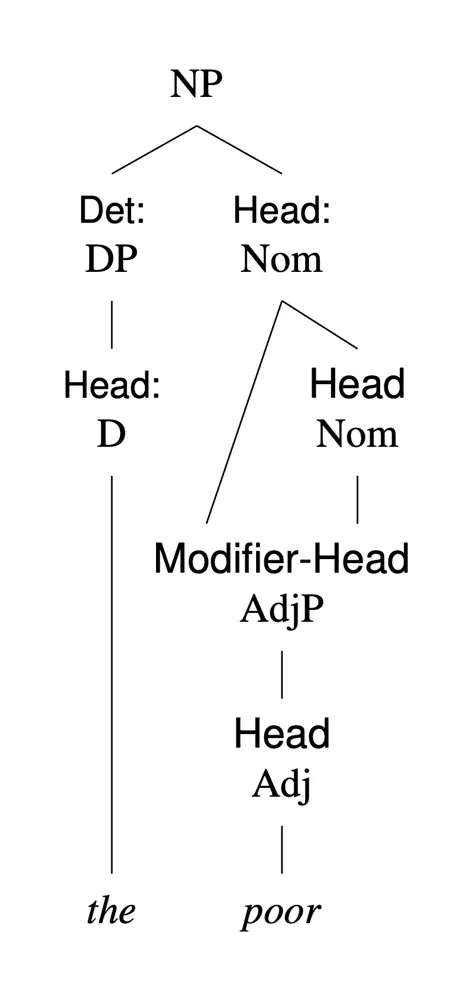 NP
Det: Head:
DP Nom
Head: Head
D Nom
Modifier-Head
AdjP
Head
Adj
the poor